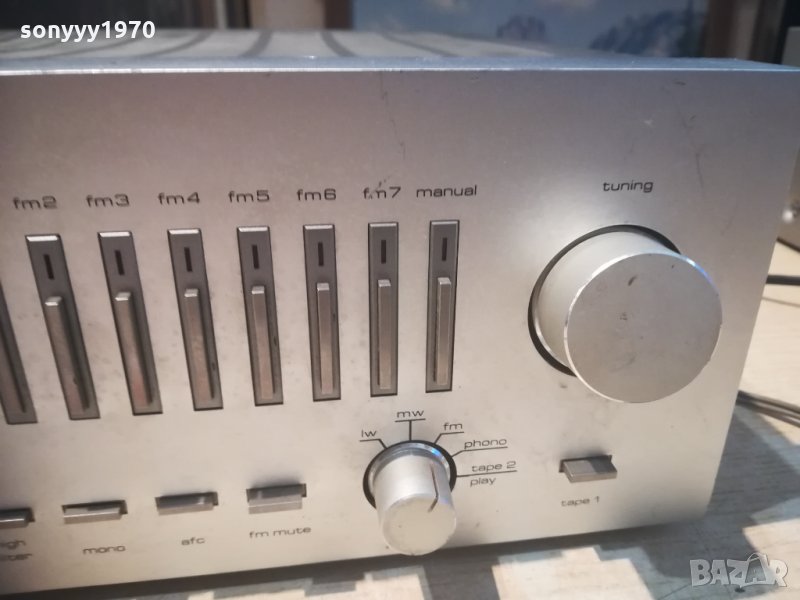 sonyyy1970
fm2 fm3 fm4 fm5 fm6 fm7 manual
tuning
lw mw fm
phono
tape 2
play
tape 1
mono afc fm mute
BAZAR